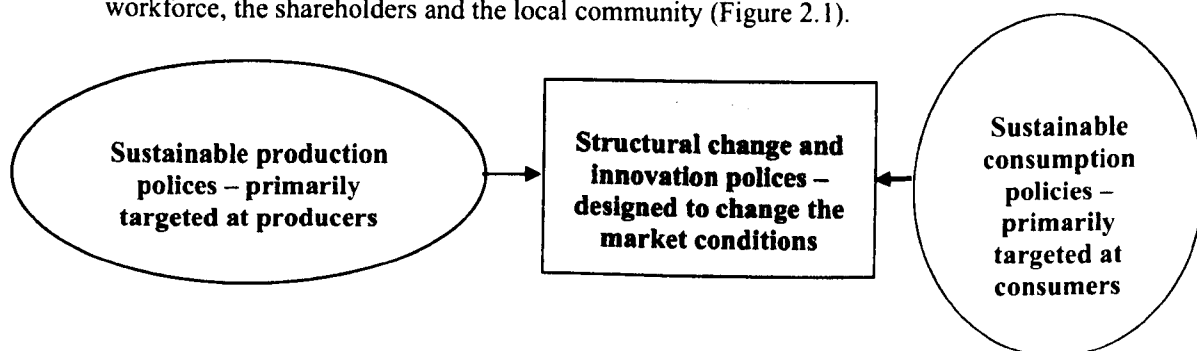 workforce, the shareholders and the local community (Figure 2.1).
Sustainable production
polices – primarily
targeted at producers
Structural change and
innovation polices –
designed to change the
market conditions
Sustainable
consumption
policies –
primarily
targeted at
consumers